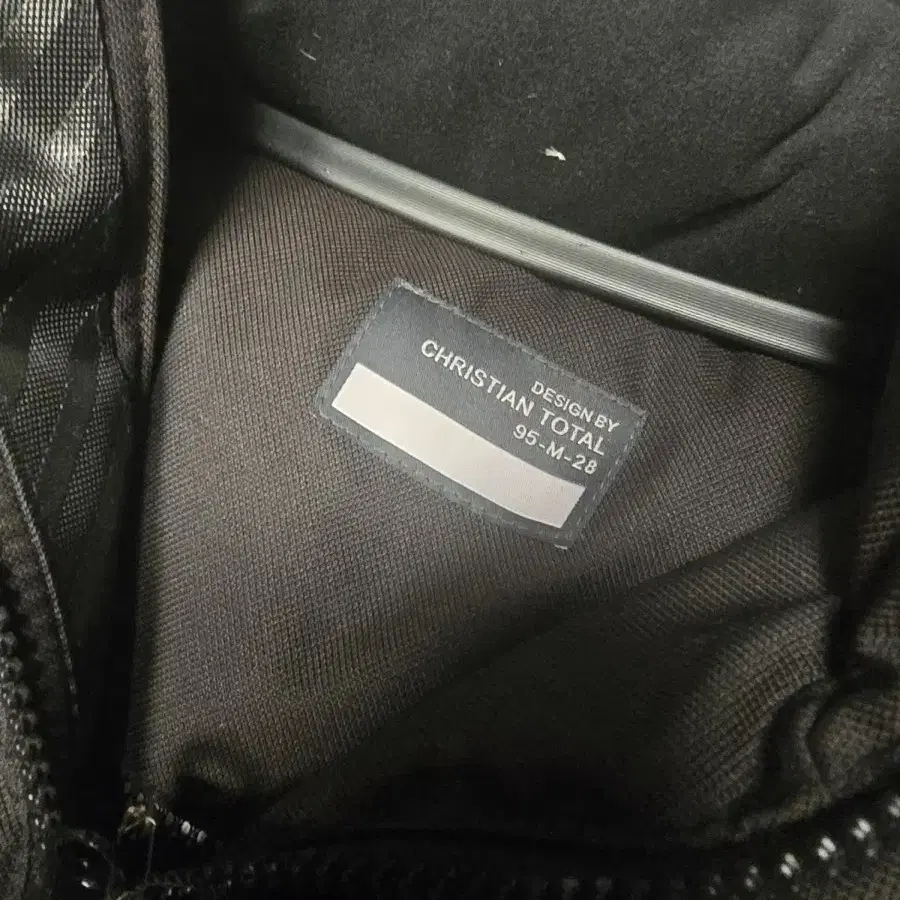 DESIGN BY
CHRISTIAN TOTAL
95-M-28